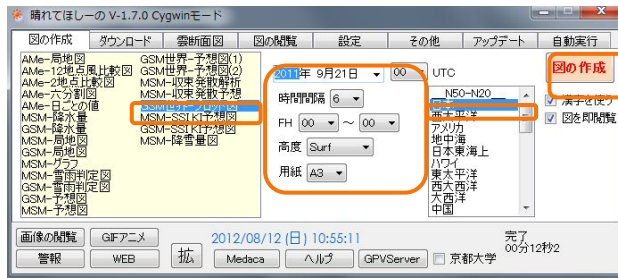 晴れてほしーの V-1.7.0 Cygwinモード
図の作成 ダウンロード 雲断面図 図の閲覧 設定 その他 アップデート 自動実行
AMe-局地図
AMe-12地点風比較図
AMe-2地点比較図
AMe-六分割図
AMe-日ごとの値
MSM-降水量
GSM-降水量
MSM-局地図
GSM-局地図
MSM-グラフ
MSM-雪雨判定図
GSM-雪雨判定図
GSM-予想図
MSM-予想図
GSM世界-予想図(1)
GSM世界-予想図(2)
MSM-収束発散解析
MSM-収束発散予想
MSM-SSI KI予想図
GSM-SSI KI予想図
MSM-降雪量図
2011年 9月21日 00 UTC
時間間隔 6
FH 00 ~ 00
高度 Surf
用紙 A3
__N50-N20__
日本
西太平洋
アメリカ
地中海
日本東海上
ハワイ
東太平洋
西大西洋
大西洋
中国
図の作成
漢字を使う
図を即閲覧
画像の閲覧 GIFアニメ 2012/08/12 (日) 10:55:11 完了
00分12秒2
警報 WEB 拡 Medaca ヘルプ GPVServer 京都大学